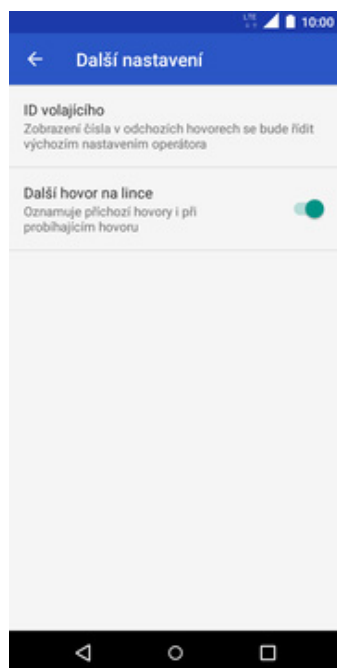 LTE 10:00
Další nastavení
ID volajícího
Zobrazení čísla v odchozích hovorech se bude řídit
výchozím nastavením operátora
Další hovor na lince
Oznamuje příchozí hovory i při
probíhajícím hovoru